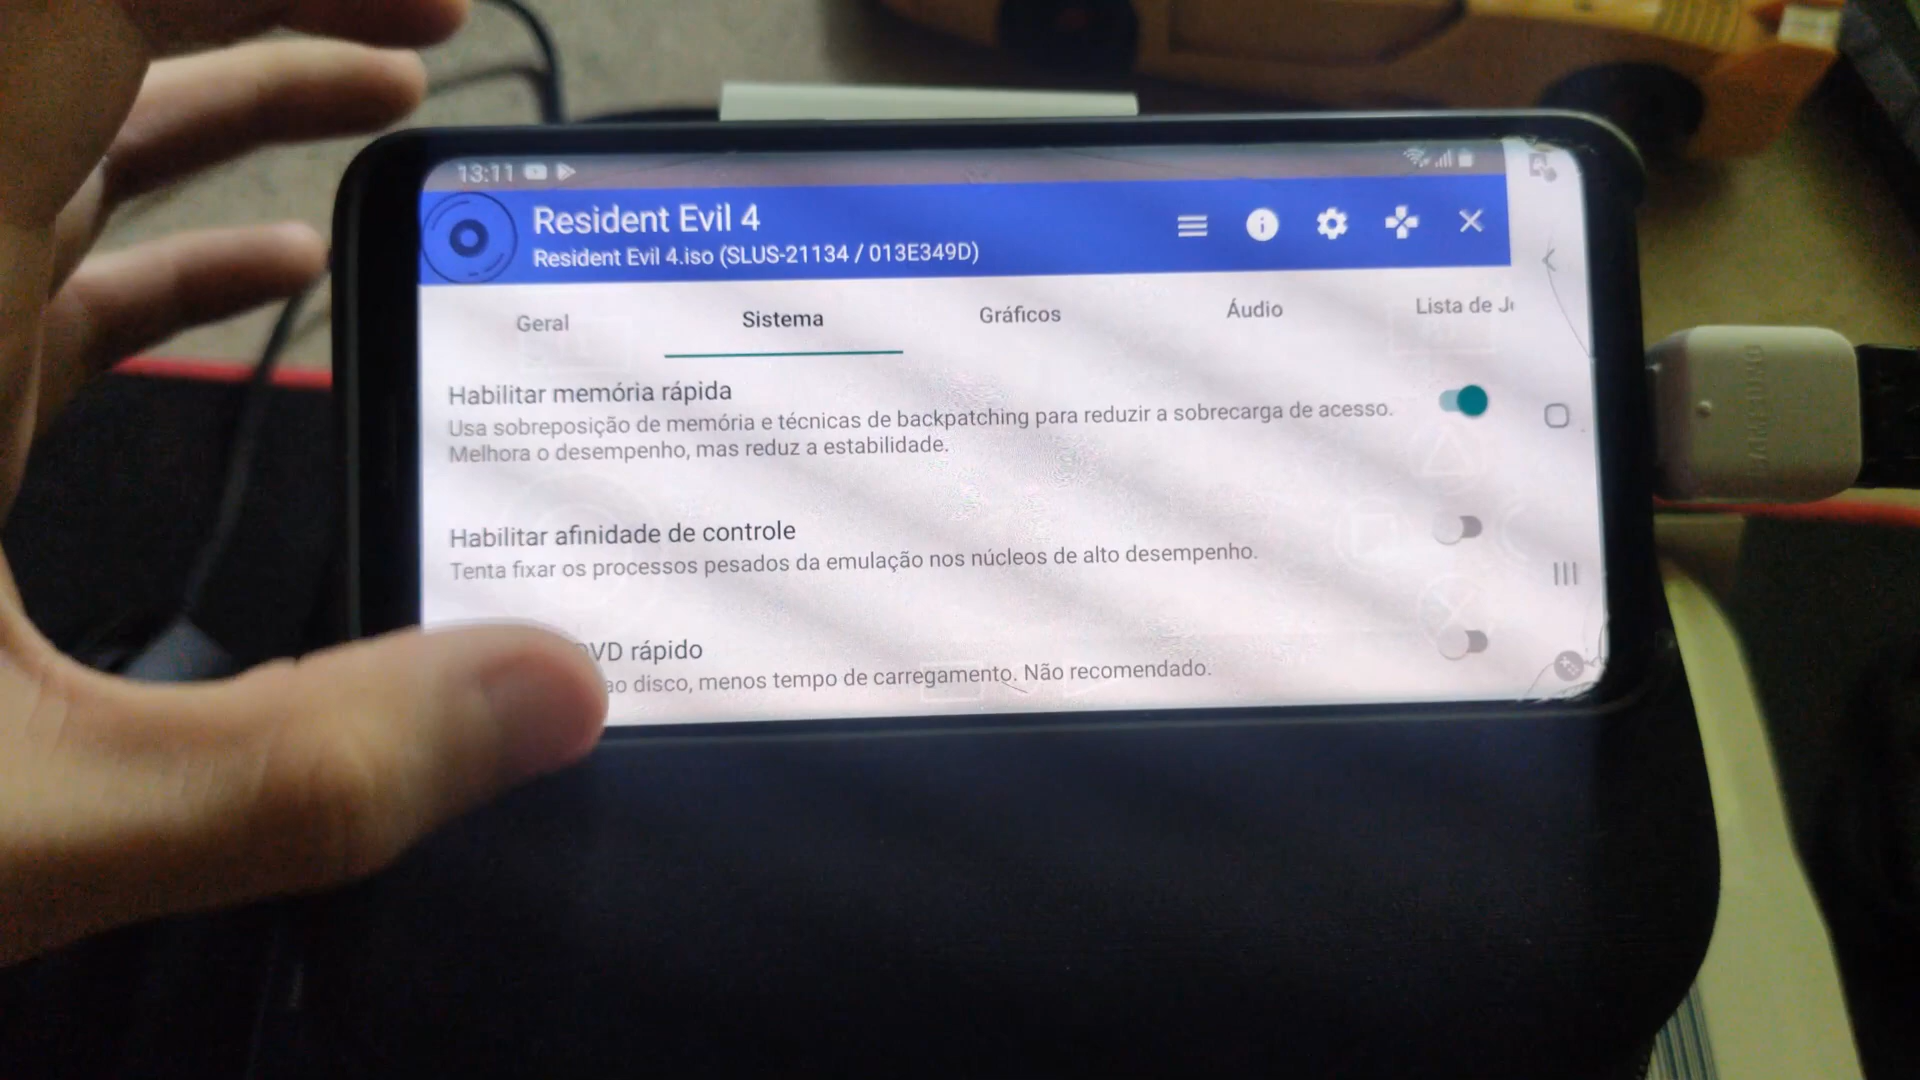 13:11
Resident Evil 4
Resident Evil 4.iso (SLUS-21134 / 013E349D)
Geral
Sistema
Gráficos
Áudio
Lista de
Habilitar memória rápida
Usa sobreposição de memória e técnicas de backpatching para reduzir a sobrecarga de acesso.
Melhora o desempenho, mas reduz a estabilidade.
Habilitar afinidade de controle
Tenta fixar os processos pesados da emulação nos núcleos de alto desempenho.
rápido
ao disco, menos tempo de carregamento. Não recomendado.
SAMSUNG